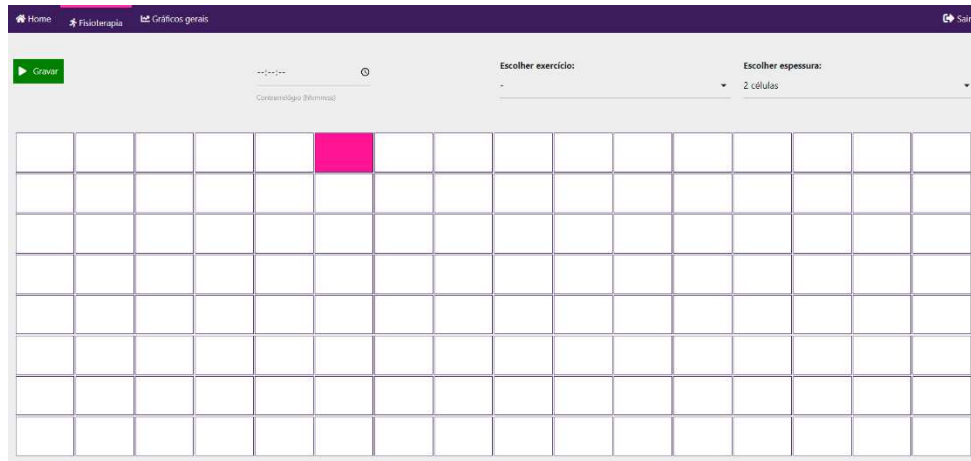 Home Fisioterapia Gráficos gerais Sair
Gravar
--:--:--
Escolher exercício:
-
Escolher espessura:
2 células